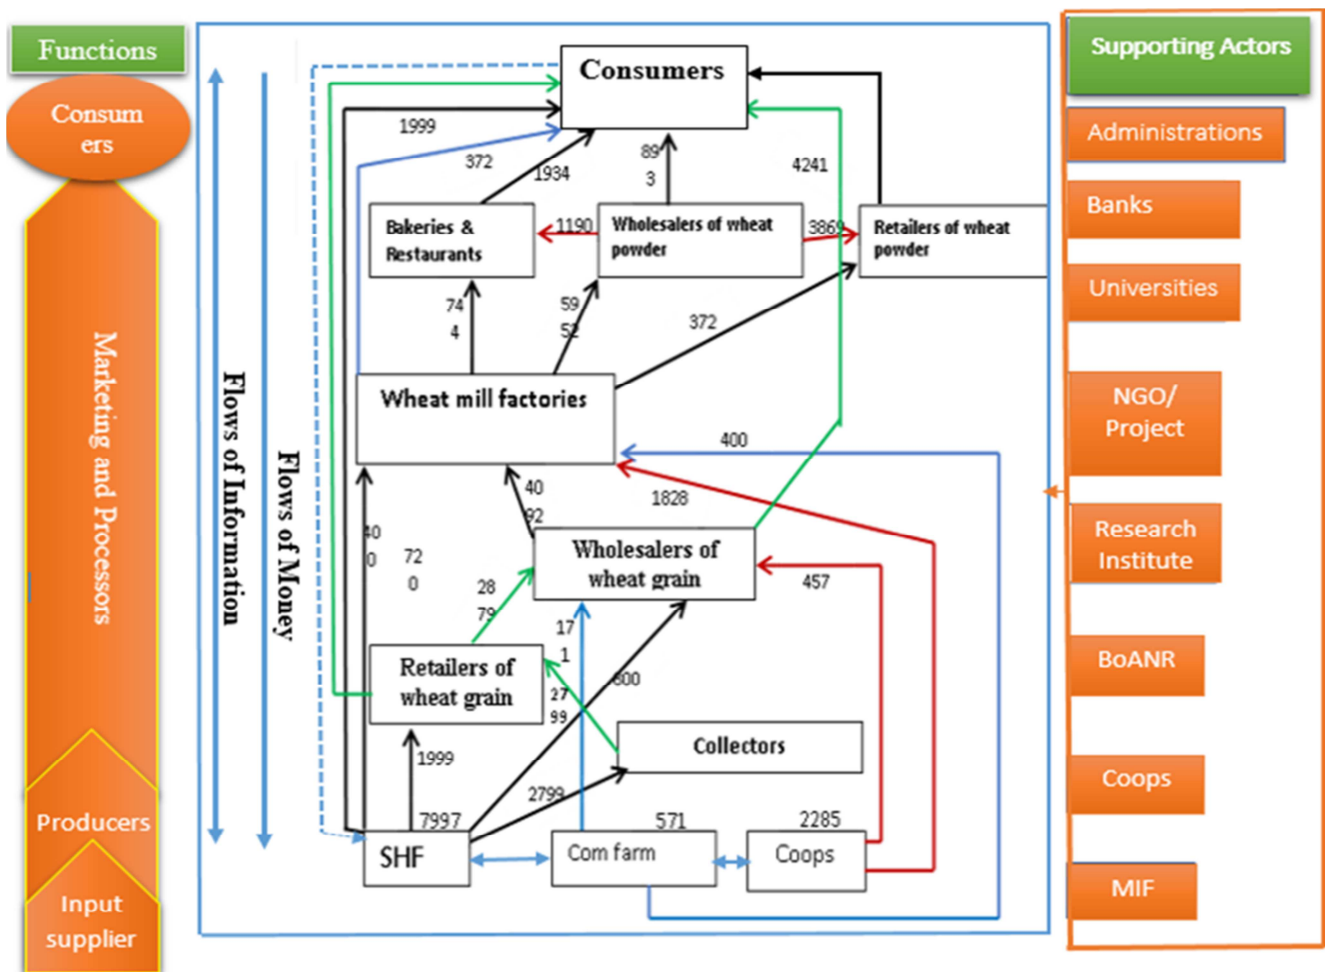 Functions
Consum
ers
Marketing and Processors
Producers
Input
supplier
Flows of Information
Flows of Money
Consumers
1999
372
1934
89
3
4241
Bakeries &
Restaurants
1190
Wholesalers of wheat
powder
3869
Retailers of wheat
powder
74
4
59
52
372
Wheat mill factories
400
40
92
1828
40
0
72
0
Wholesalers of
wheat grain
457
28
79
17
1
Retailers of
wheat grain
800
27
99
Collectors
1999
2799
7997
571
2285
SHF
Com farm
Coops
Supporting Actors
Administrations
Banks
Universities
NGO/
Project
Research
Institute
BoANR
Coops
MIF